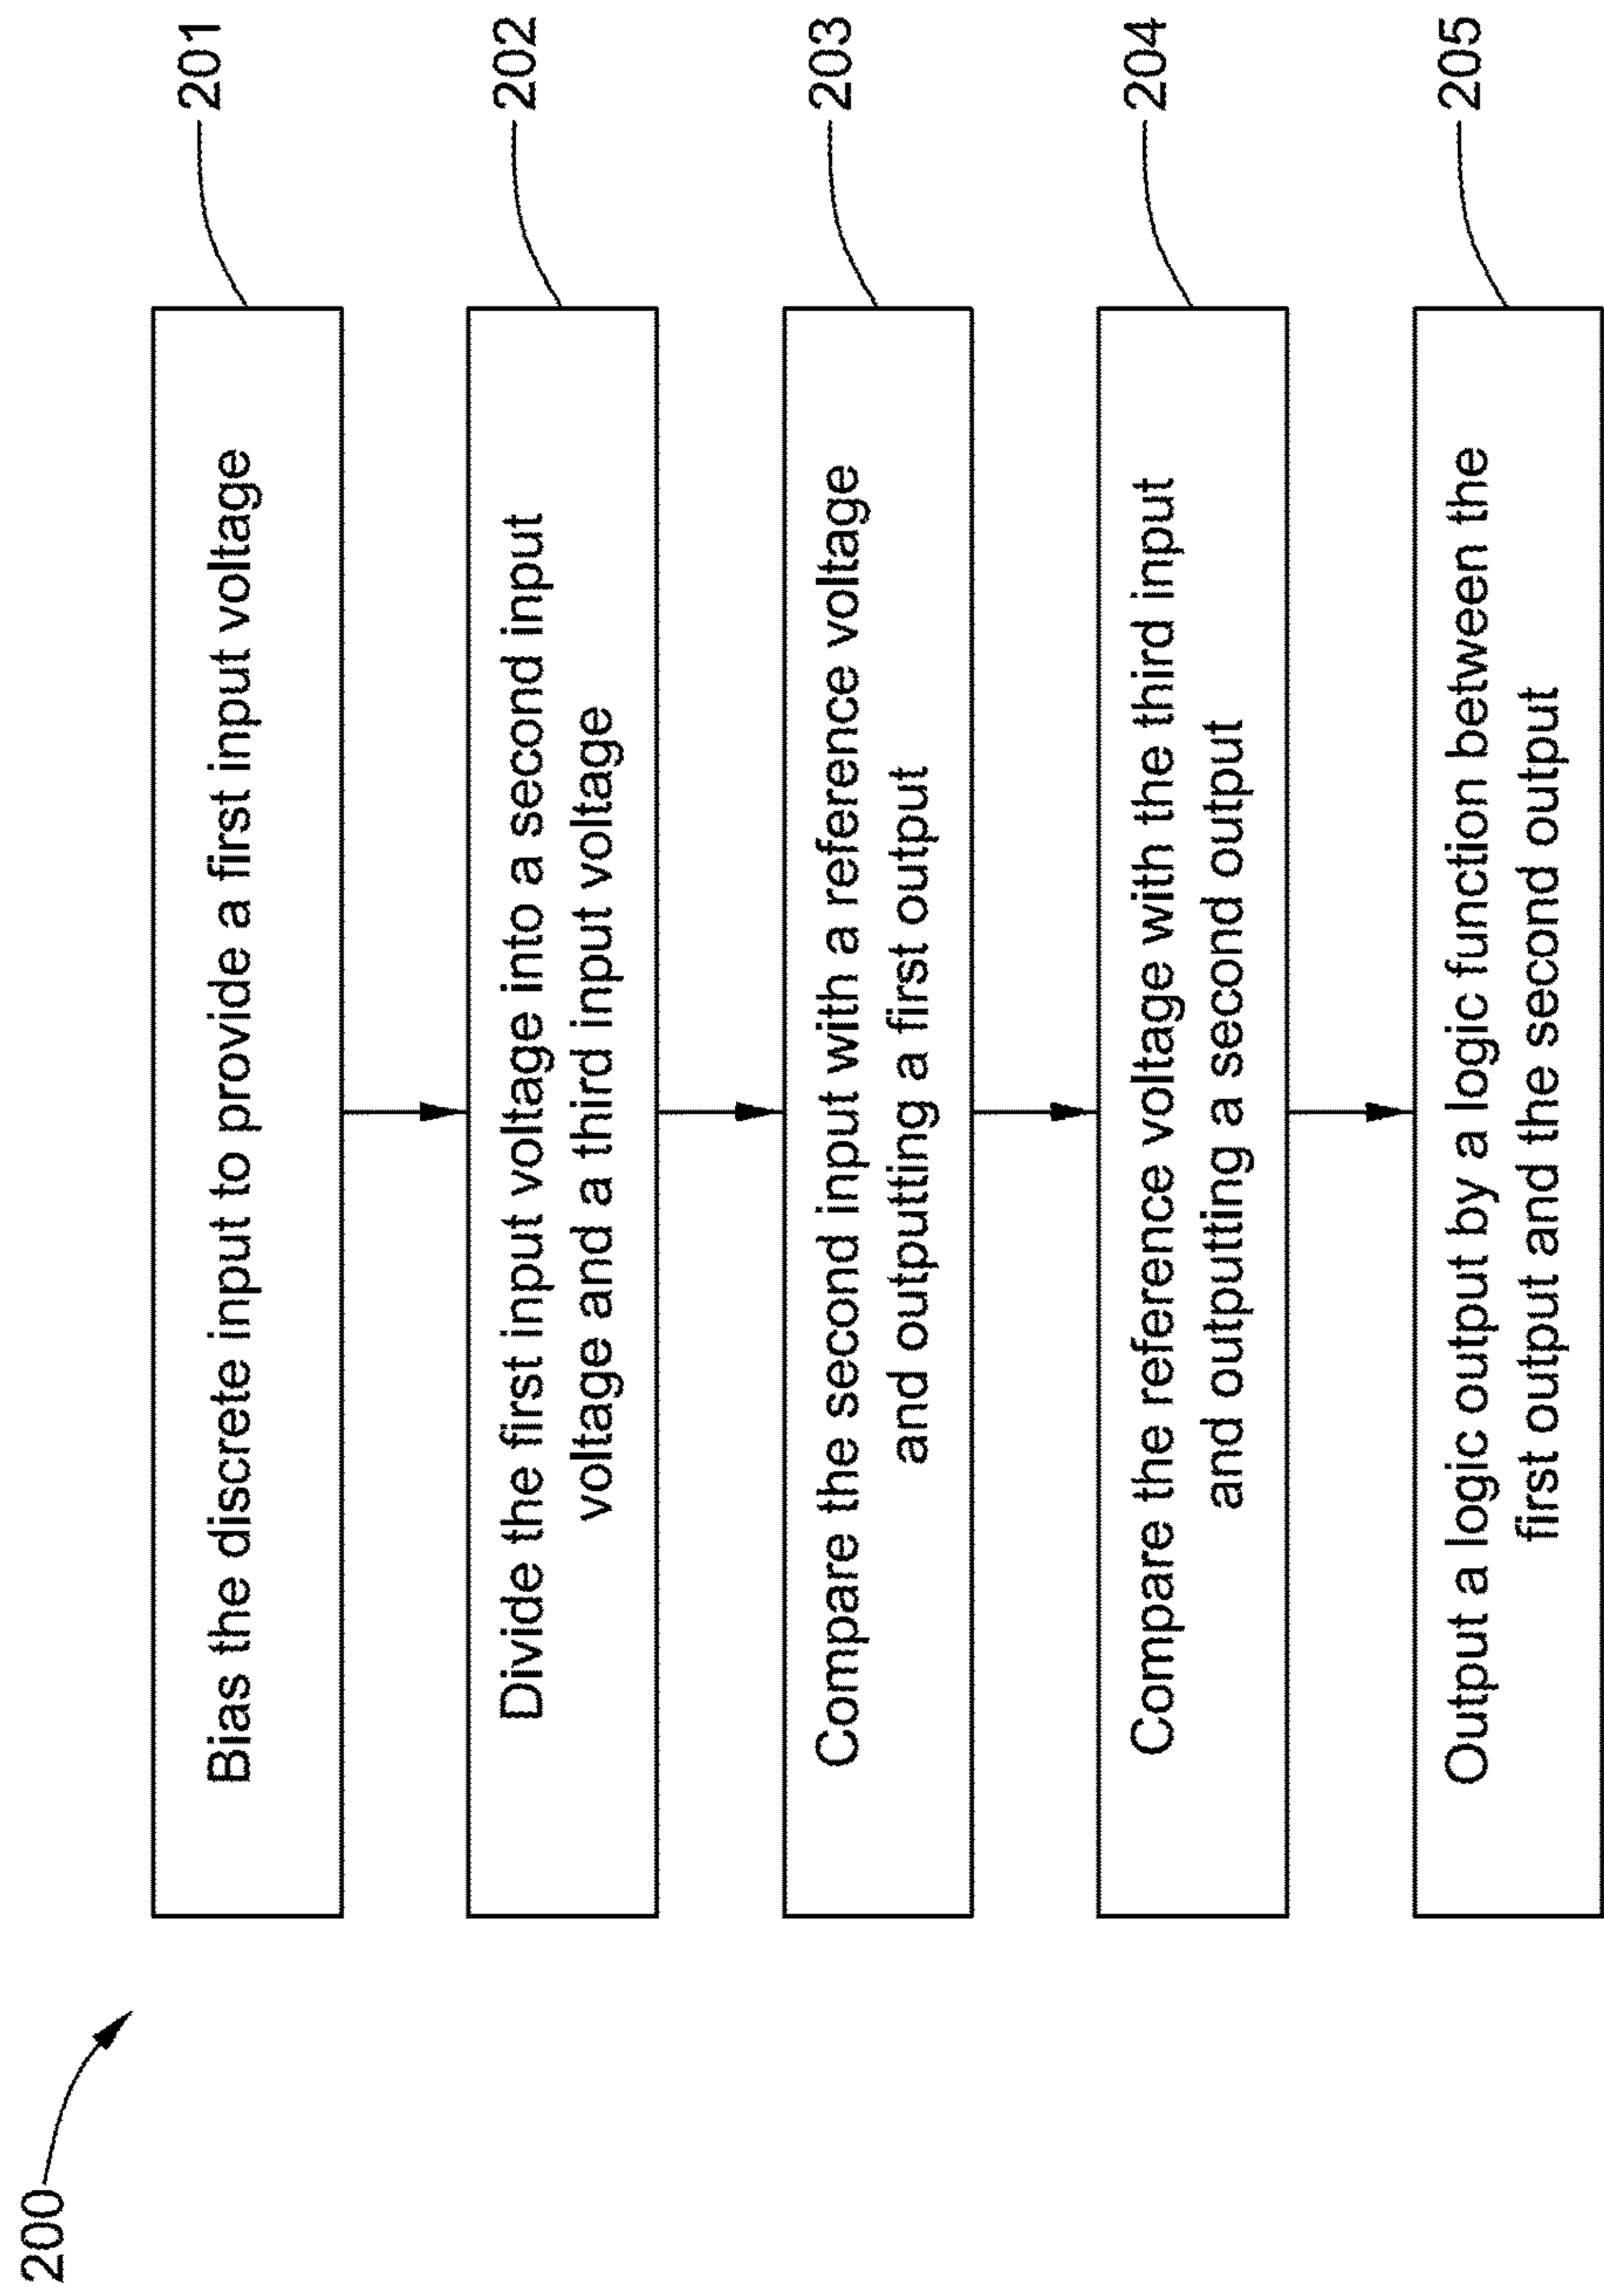 200
Bias the discrete input to provide a first input voltage
201
Divide the first input voltage into a second input
voltage and a third input voltage
202
Compare the second input with a reference voltage
and outputting a first output
203
Compare the reference voltage with the third input
and outputting a second output
204
Output a logic output by a logic function between the
first output and the second output
205